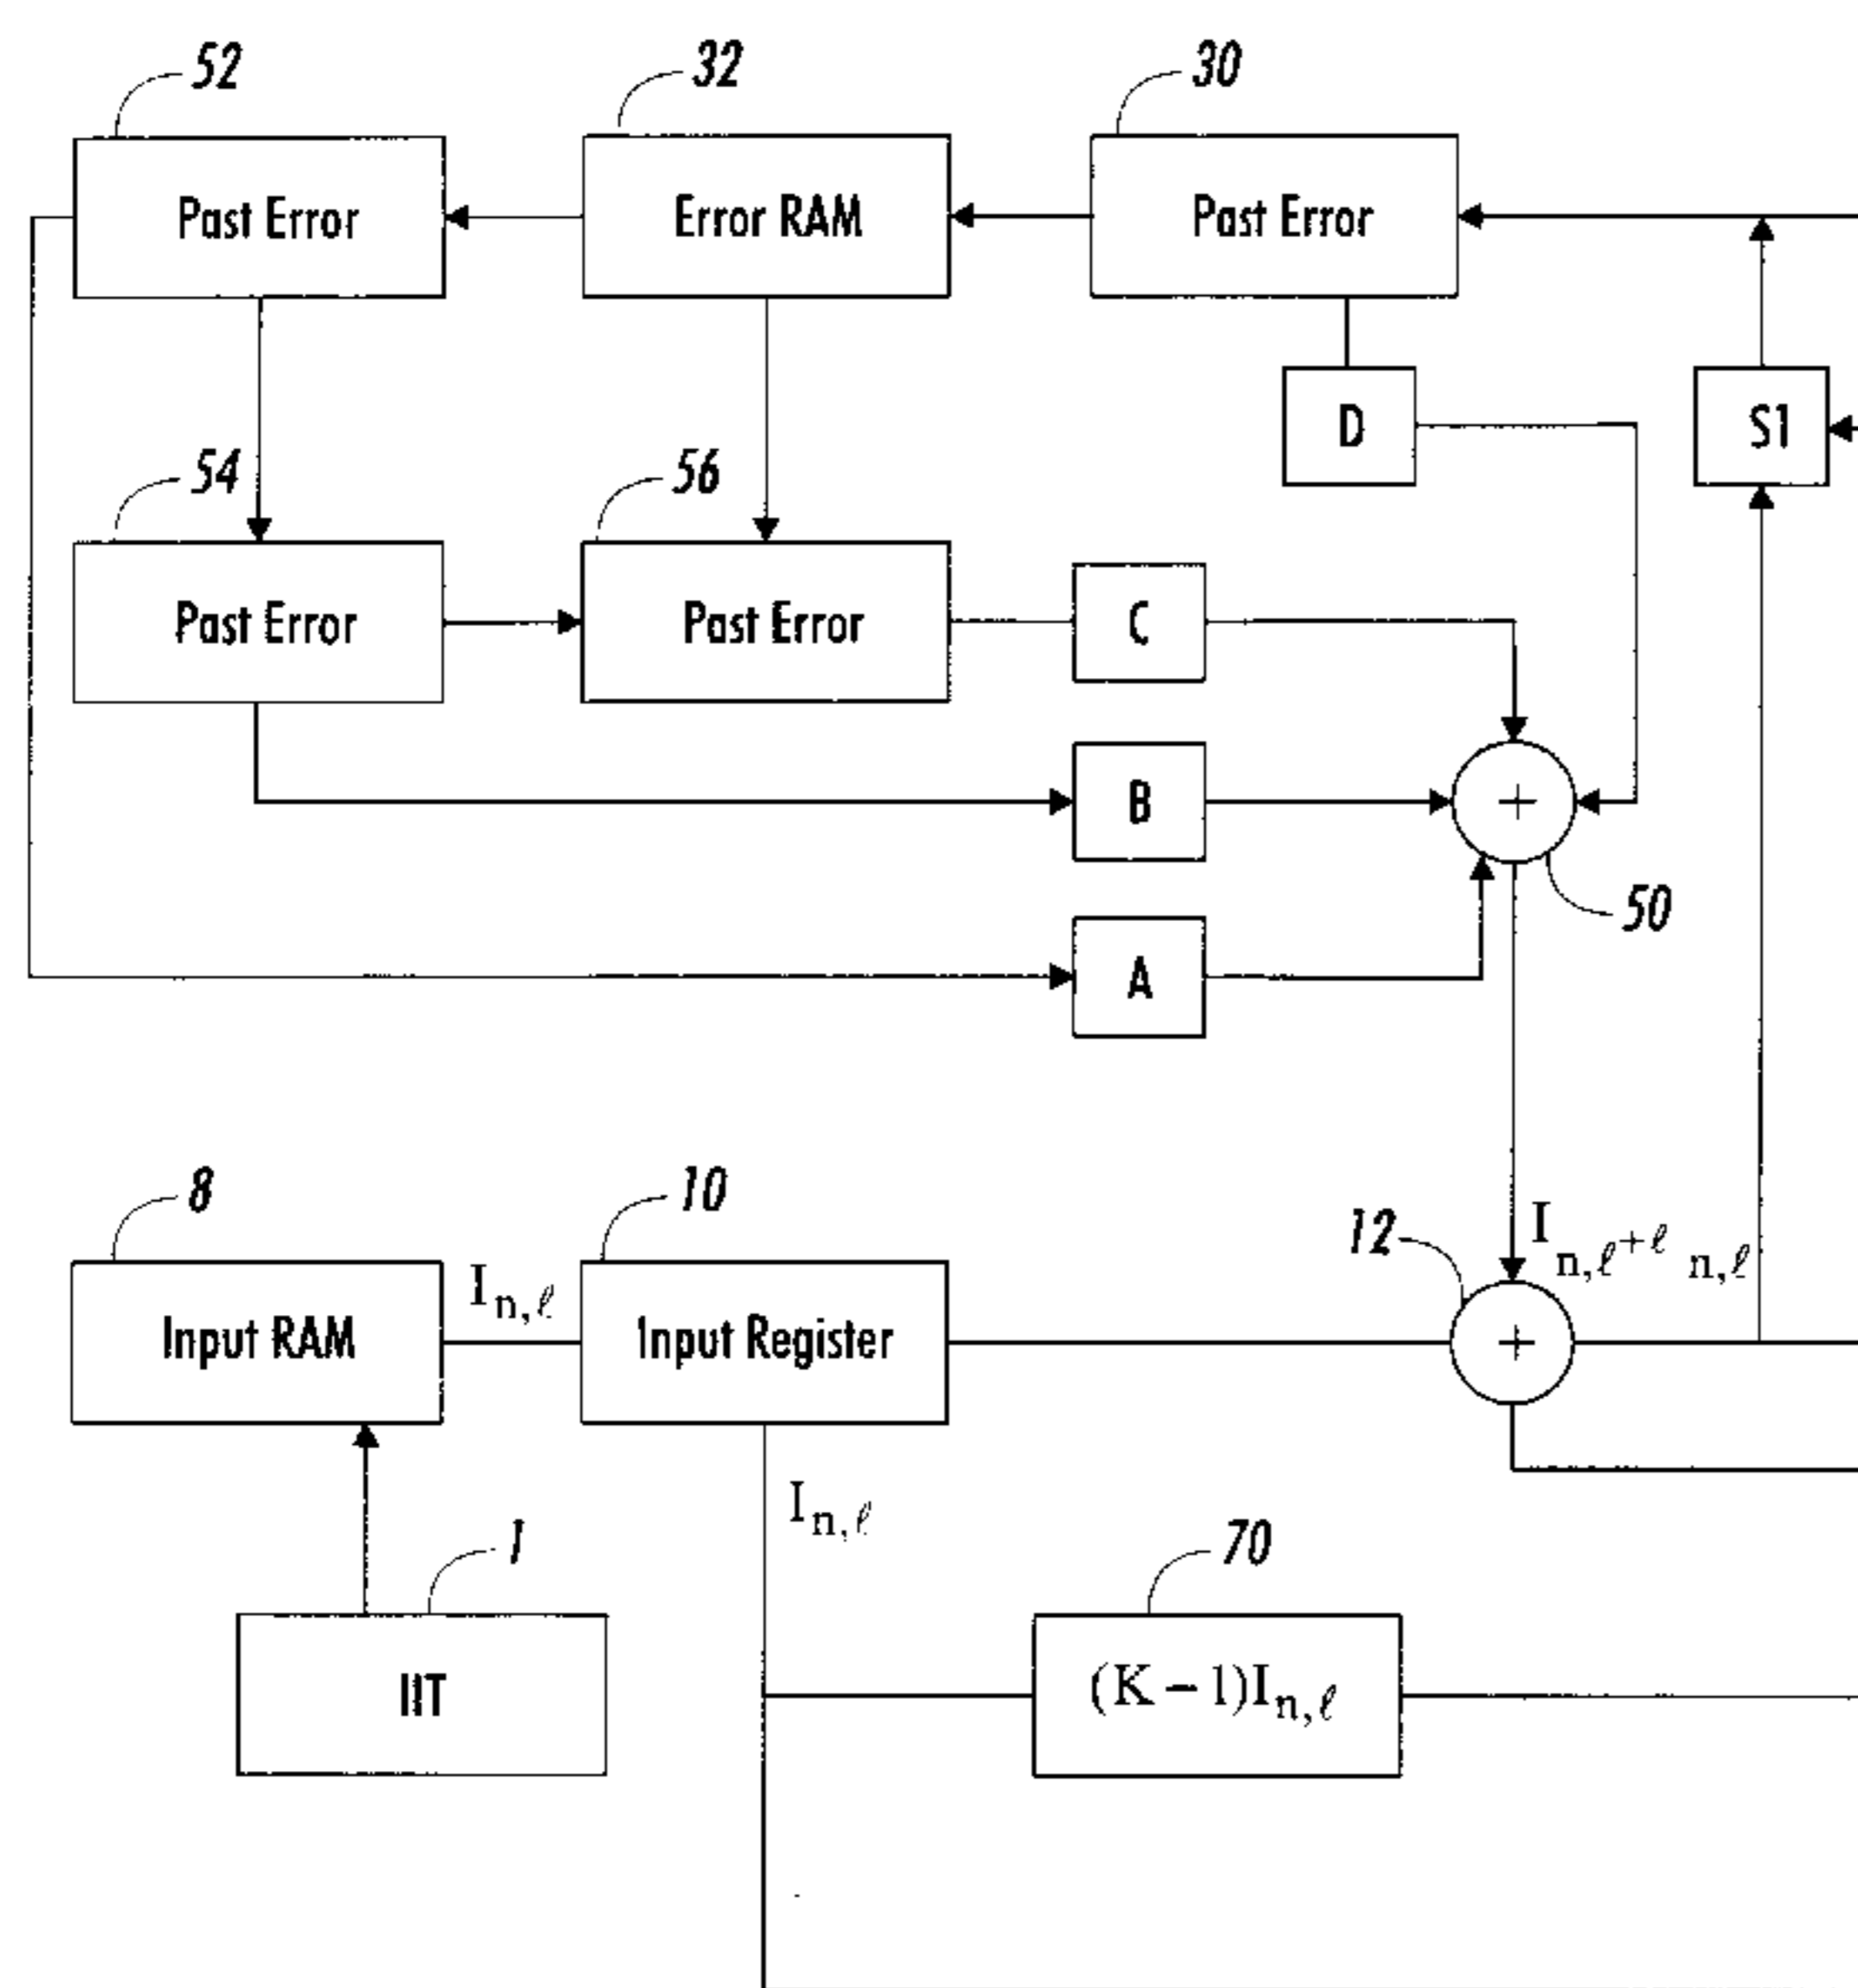 52
32
30
Past Error
Error RAM
Past Error
D
S1
54
56
Past Error
Past Error
C
B
50
A
8
10
12
I n,ℓ+ℓ n,ℓ
I n,ℓ
Input RAM
Input Register
+
+
I n,ℓ
1
70
IIT
(K – 1)I n,ℓ